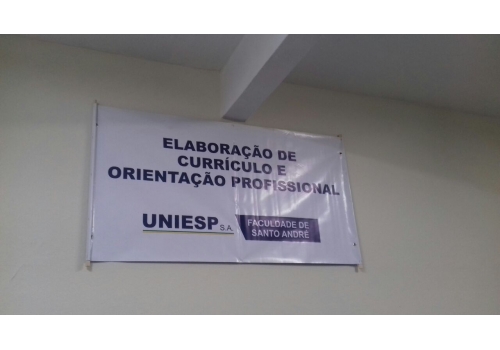 ELABORAÇÃO DE
CURRÍCULO E
ORIENTAÇÃO PROFISSIONAL
UNIESP S.A. FACULDADE DE
SANTO ANDRÉ